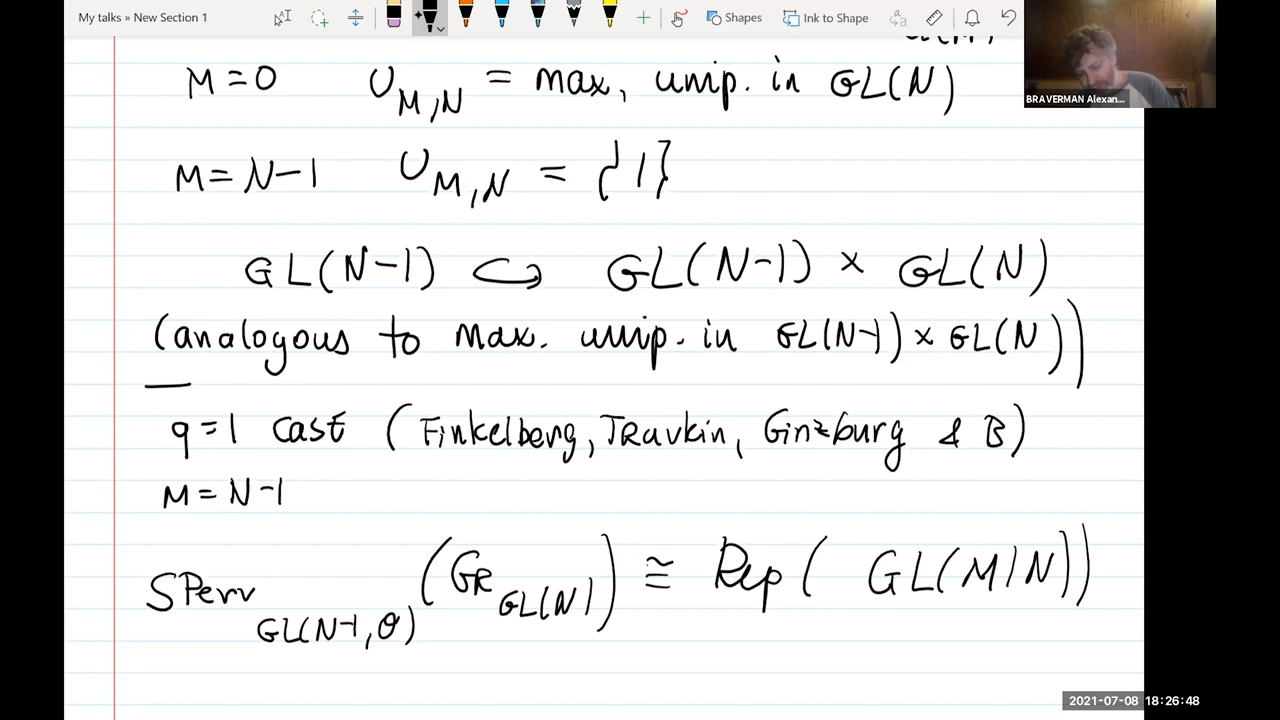 My talks » New Section 1
Shapes
Ink to Shape
M=0 U_{M,N} = max, unip. in GL(N)
BRAVERMAN Alexan...
M=N-1 U_{M,N} = {1}
GL(N-1) ↪ GL(N-1) × GL(N)
(analogous to max. unip. in GL(N-1) × GL(N))
q=1 case (Finkelberg, Travkin, Ginzburg & B)
M=N-1
SPerv_{GL(N-1,O)} (Gr_{GL(N)}) ≅ Rep( GL(M|N))
2021-07-08 18:26:48